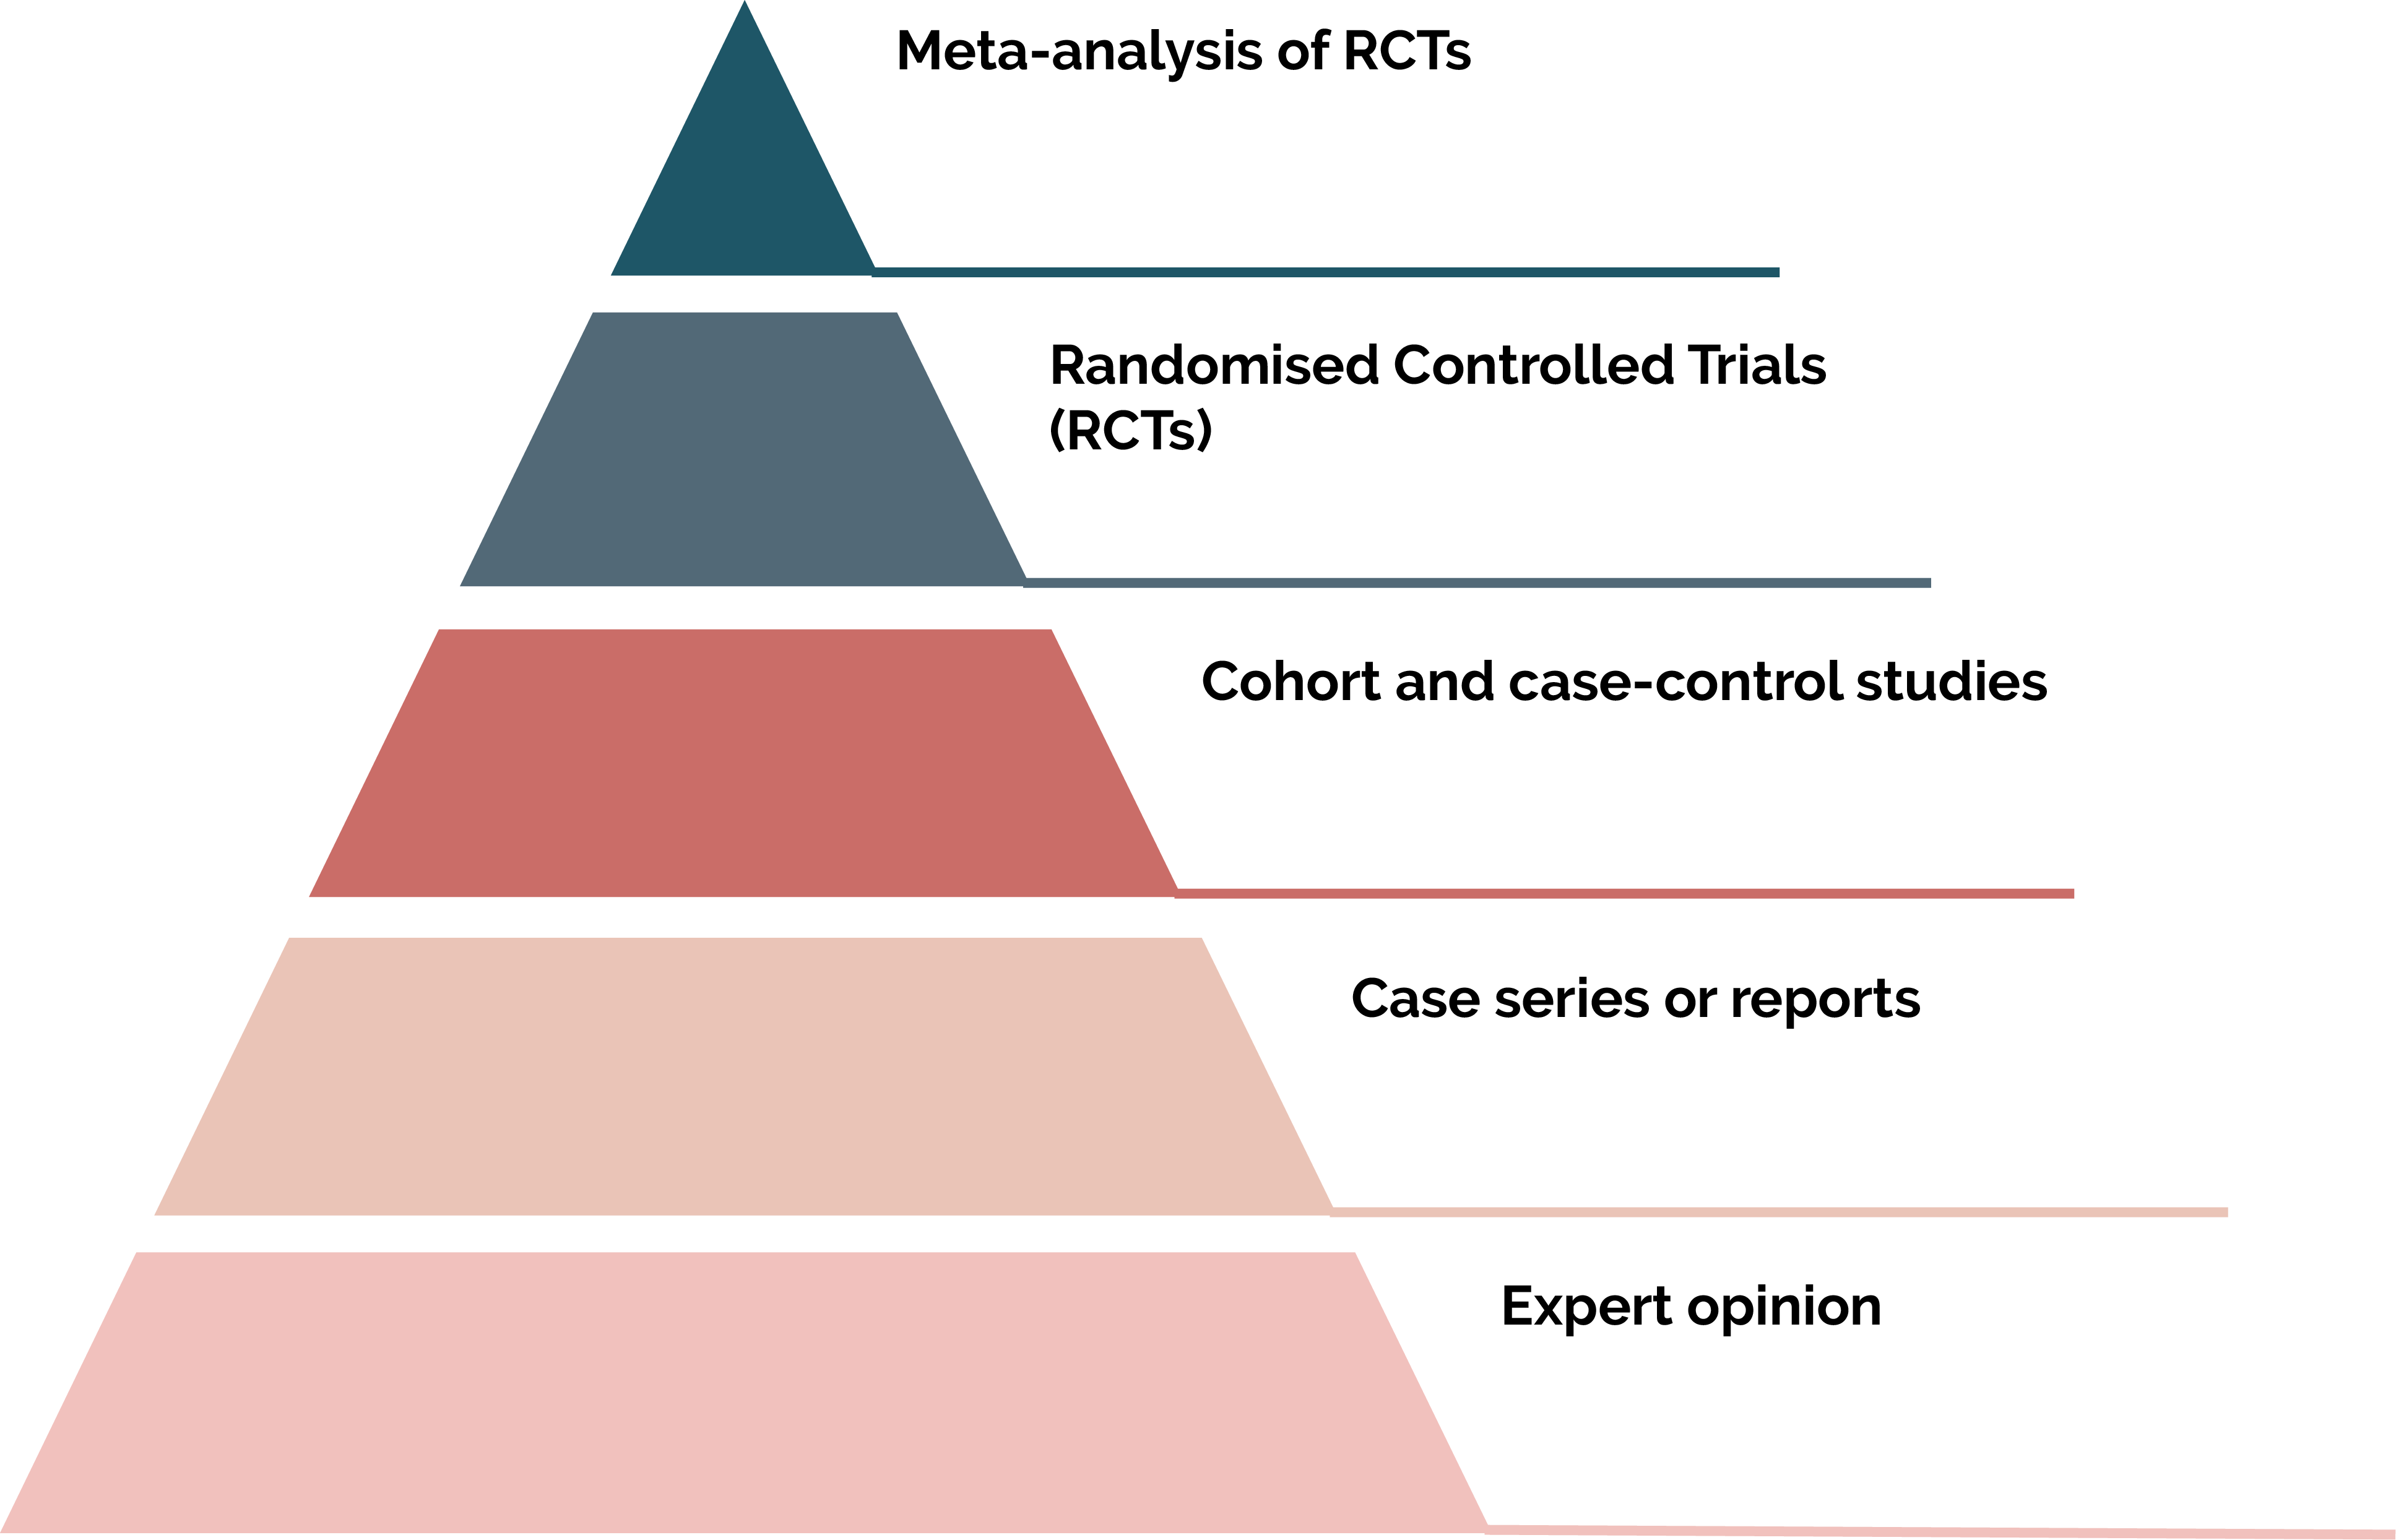 Meta-analysis of RCTs
Randomised Controlled Trials
(RCTs)
Cohort and case-control studies
Case series or reports
Expert opinion